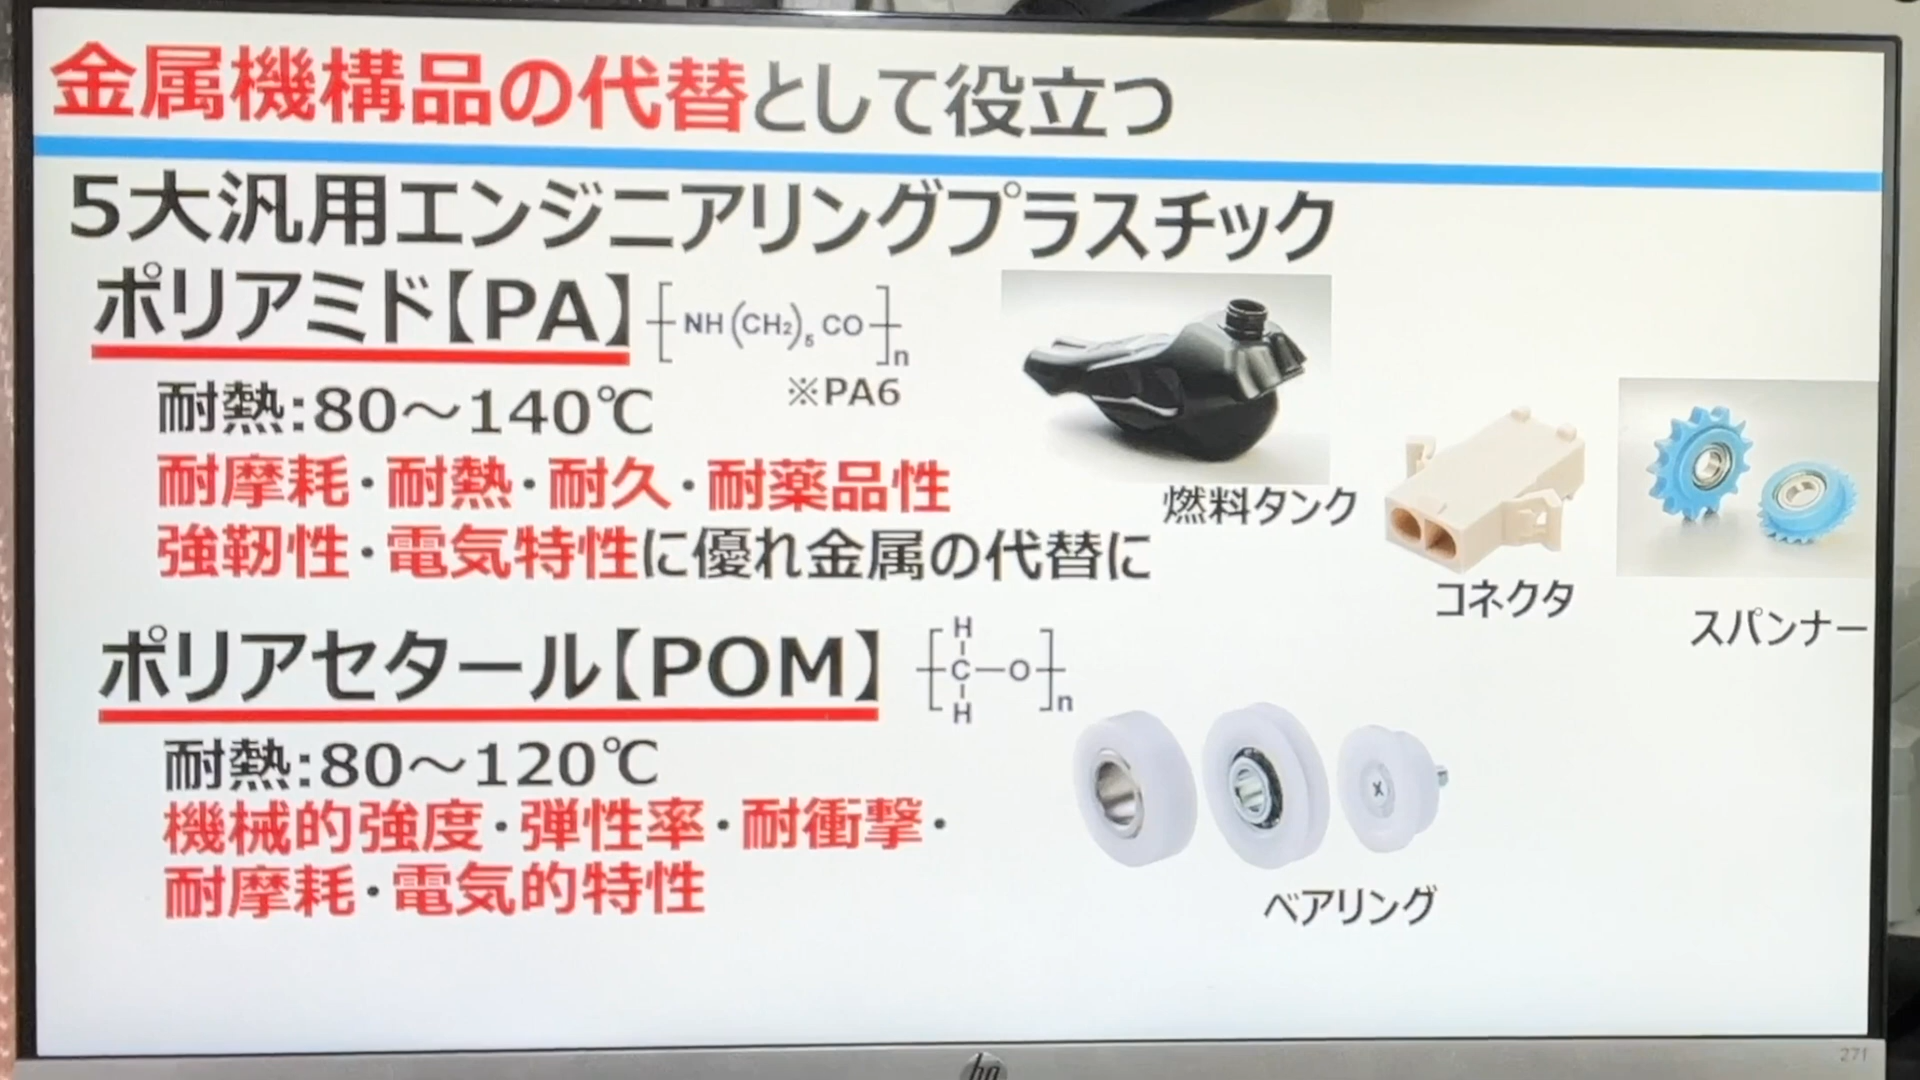 金属機構品の代替として役立つ
5大汎用エンジニアリングプラスチック
ポリアミド【PA】
NH(CH2)5 CO n
※PA6
耐熱:80～140℃
耐摩耗･耐熱･耐久･耐薬品性
強靭性･電気特性に優れ金属の代替に
燃料タンク
コネクタ
スパンナー
ポリアセタール【POM】
H
C O n
H
耐熱:80～120℃
機械的強度･弾性率･耐衝撃･
耐摩耗･電気的特性
ベアリング
hp
27f